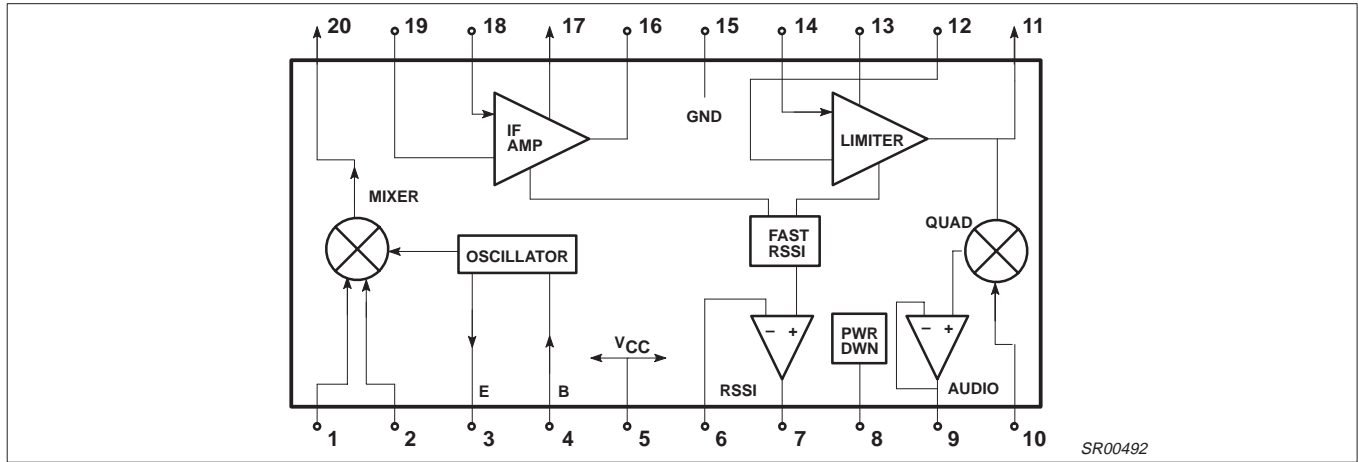 20 19 18 17 16 15 14 13 12 11
GND
IF
AMP
LIMITER
MIXER
QUAD
FAST
RSSI
OSCILLATOR
– +
PWR
DWN
– +
VCC
E B RSSI AUDIO
1 2 3 4 5 6 7 8 9 10
SR00492